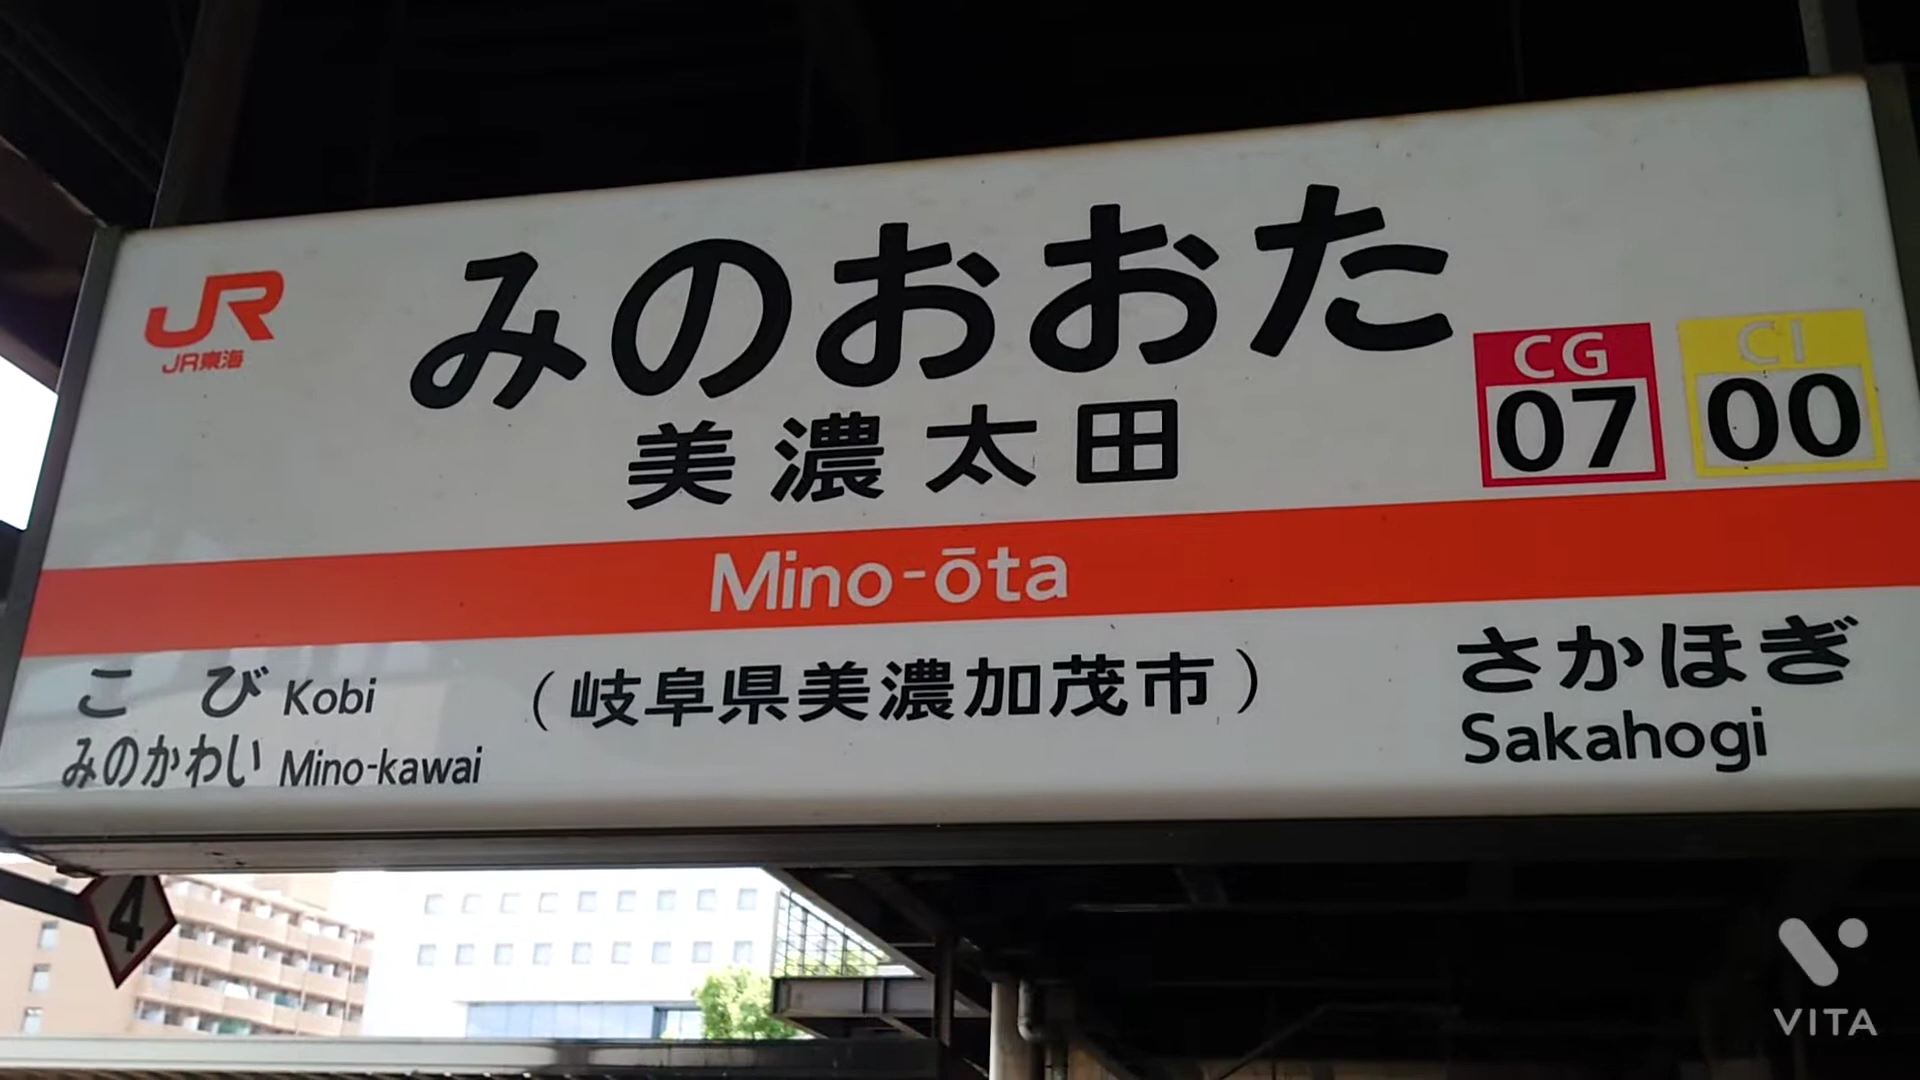 JR
JR東海
みのおおた
美濃太田
CG
07
CI
00
Mino-ōta
こび Kobi
みのかわい Mino-kawai
(岐阜県美濃加茂市)
さかほぎ
Sakahogi
4
VITA